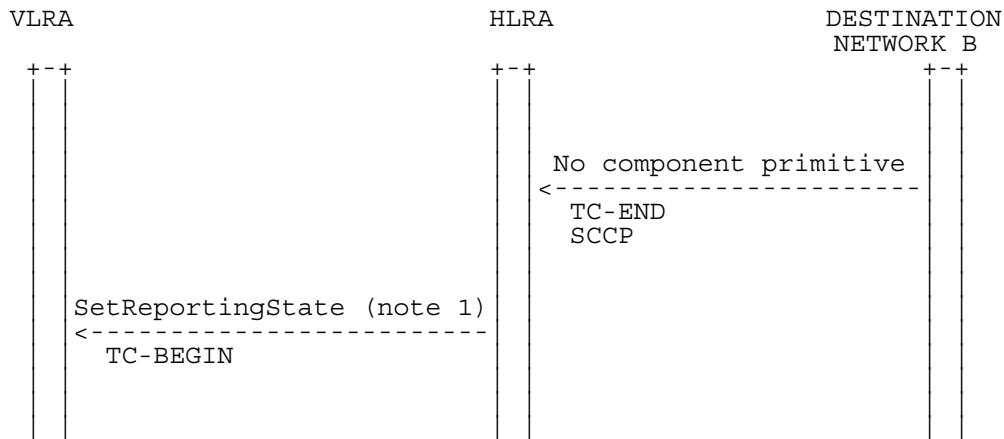 VLRA HLRA DESTINATION
NETWORK B
No component primitive
TC-END
SCCP
SetReportingState (note 1)
TC-BEGIN